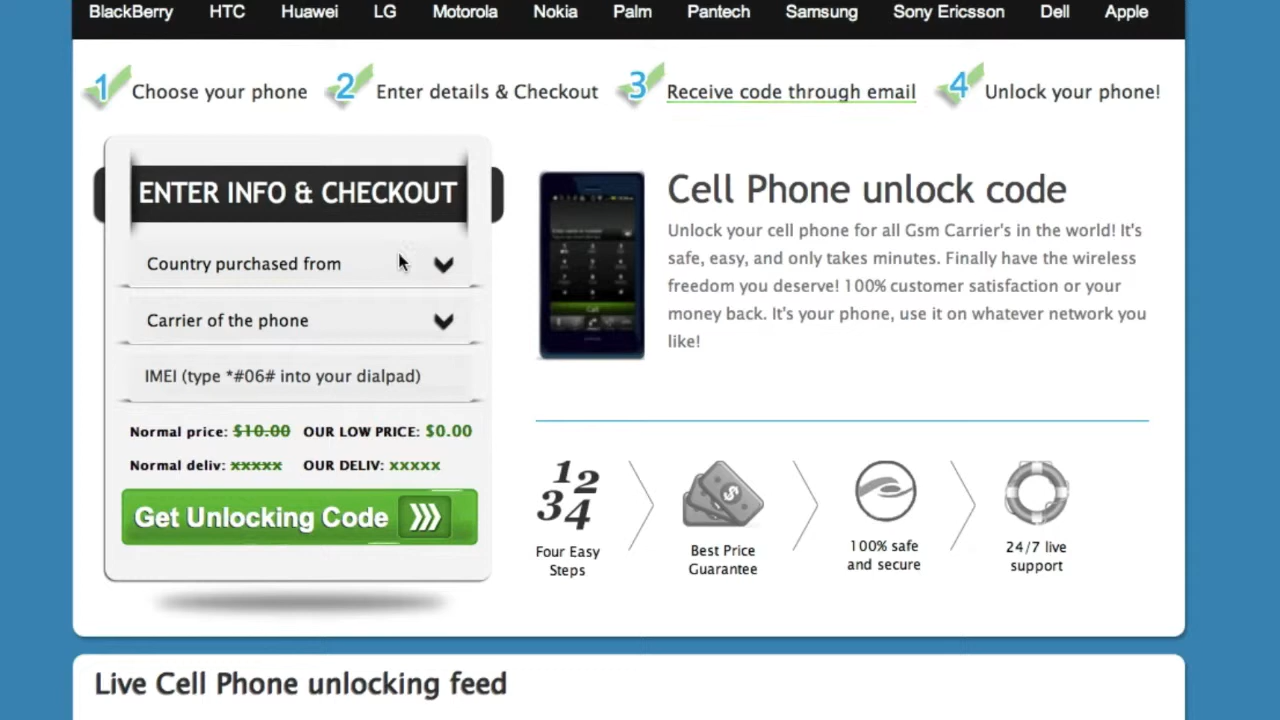 BlackBerry HTC Huawei LG Motorola Nokia Palm Pantech Samsung Sony Ericsson Dell Apple
1 Choose your phone 2 Enter details & Checkout 3 Receive code through email 4 Unlock your phone!
ENTER INFO & CHECKOUT
Country purchased from
Carrier of the phone
IMEI (type *#06# into your dialpad)
Normal price: $10.00 OUR LOW PRICE: $0.00
Normal deliv: xxxxx OUR DELIV: xxxxx
Get Unlocking Code
Cell Phone unlock code
Unlock your cell phone for all Gsm Carrier's in the world! It's
safe, easy, and only takes minutes. Finally have the wireless
freedom you deserve! 100% customer satisfaction or your
money back. It's your phone, use it on whatever network you
like!
1 2
3 4
Four Easy
Steps
Best Price
Guarantee
100% safe
and secure
24/7 live
support
Live Cell Phone unlocking feed